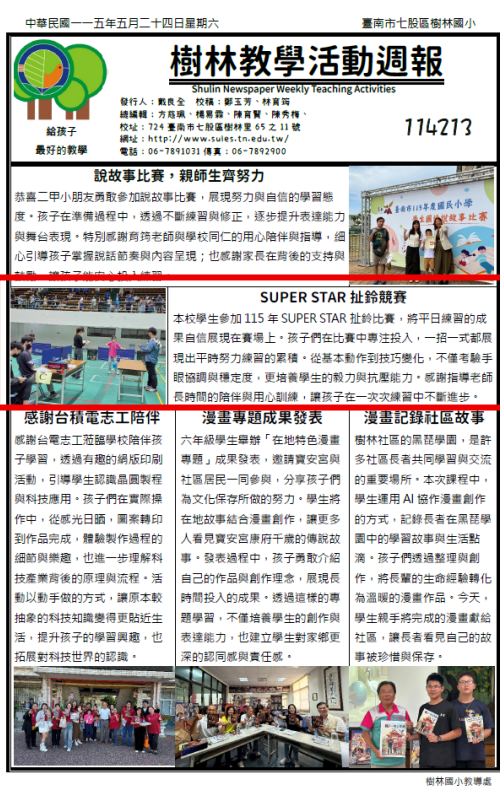 中華民國一一五年五月二十四日星期六
臺南市七股區樹林國小
樹林教學活動週報
Shulin Newspaper Weekly Teaching Activities
給孩子
最好的教學
發行人：戴良全　校稿：鄭玉芳、林育筠
校址：724 臺南市七股區樹林里 65 之 11 號
網址：http://www.sules.tn.edu.tw/
電話：06-7891031 傳真：06-7892900
114213
說故事比賽，親師生齊努力
恭喜二甲小朋友勇敢參加說故事比賽，展現努力與自信的學習態
度。孩子在準備過程中，透過不斷練習與修正，逐步提升表達能力
與舞台表現。特別感謝育筠老師與學校同仁的用心陪伴與指導，細
心引導孩子掌握說話節奏與內容呈現；也感謝家長在背後的支持與
臺南市115年度國民小學
SUPER STAR 扯鈴競賽
本校學生參加 115 年 SUPER STAR 扯鈴比賽，將平日練習的成
果自信展現在賽場上。孩子們在比賽中專注投入，一招一式都展
現出平時努力練習的累積。從基本動作到技巧變化，不僅考驗手
眼協調與穩定度，更培養學生的毅力與抗壓能力。感謝指導老師
長時間的陪伴與用心訓練，讓孩子在一次次練習中不斷進步。
感謝台積電志工陪伴
感謝台電志工蒞臨學校陪伴孩
子學習，透過有趣的絹版印刷
活動，引導學生認識晶圓製程
與科技應用。孩子們在實際操
作中，從感光日晒，圖案轉印
到作品完成，體驗製作過程的
細節與樂趣，也進一步理解科
技產業背後的原理與流程。活
動以動手做的方式，讓原本較
抽象的科技知識變得更貼近生
活，提升孩子的學習興趣，也
拓展對科技世界的認識。
漫畫專題成果發表
六年級學生舉辦「在地特色漫畫
專題」成果發表，邀請寶安宮與
社區居民一同參與，分享孩子們
為文化保存所做的努力。學生將
在地故事結合漫畫創作，讓更多
人看見寶安宮康府千歲的傳說故
事。發表過程中，孩子勇敢介紹
自己的作品與創作理念，展現長
時間投入的成果。透過這樣的專
題學習，不僅培養學生的創作與
表達能力，也建立學生對家鄉更
深的認同感與責任感。
漫畫記錄社區故事
樹林社區的黑琵學園，是許
多社區長者共同學習與交流
的重要場所。本次課程中，
學生運用 AI 協作漫畫創作
的方式，記錄長者在黑琵學
園中的學習故事與生活點
滴。孩子們透過整理與創
作，將長輩的生命經驗轉化
為溫暖的漫畫作品。今天，
學生親手將完成的漫畫獻給
社區，讓長者看見自己的故
事被珍惜與保存。
樹林國小教導處